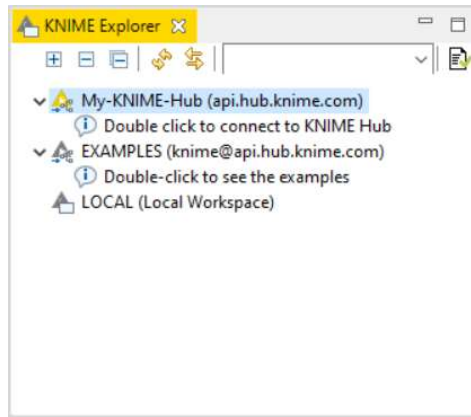 KNIME Explorer
My-KNIME-Hub (api.hub.knime.com)
Double click to connect to KNIME Hub
EXAMPLES (knime@api.hub.knime.com)
Double-click to see the examples
LOCAL (Local Workspace)